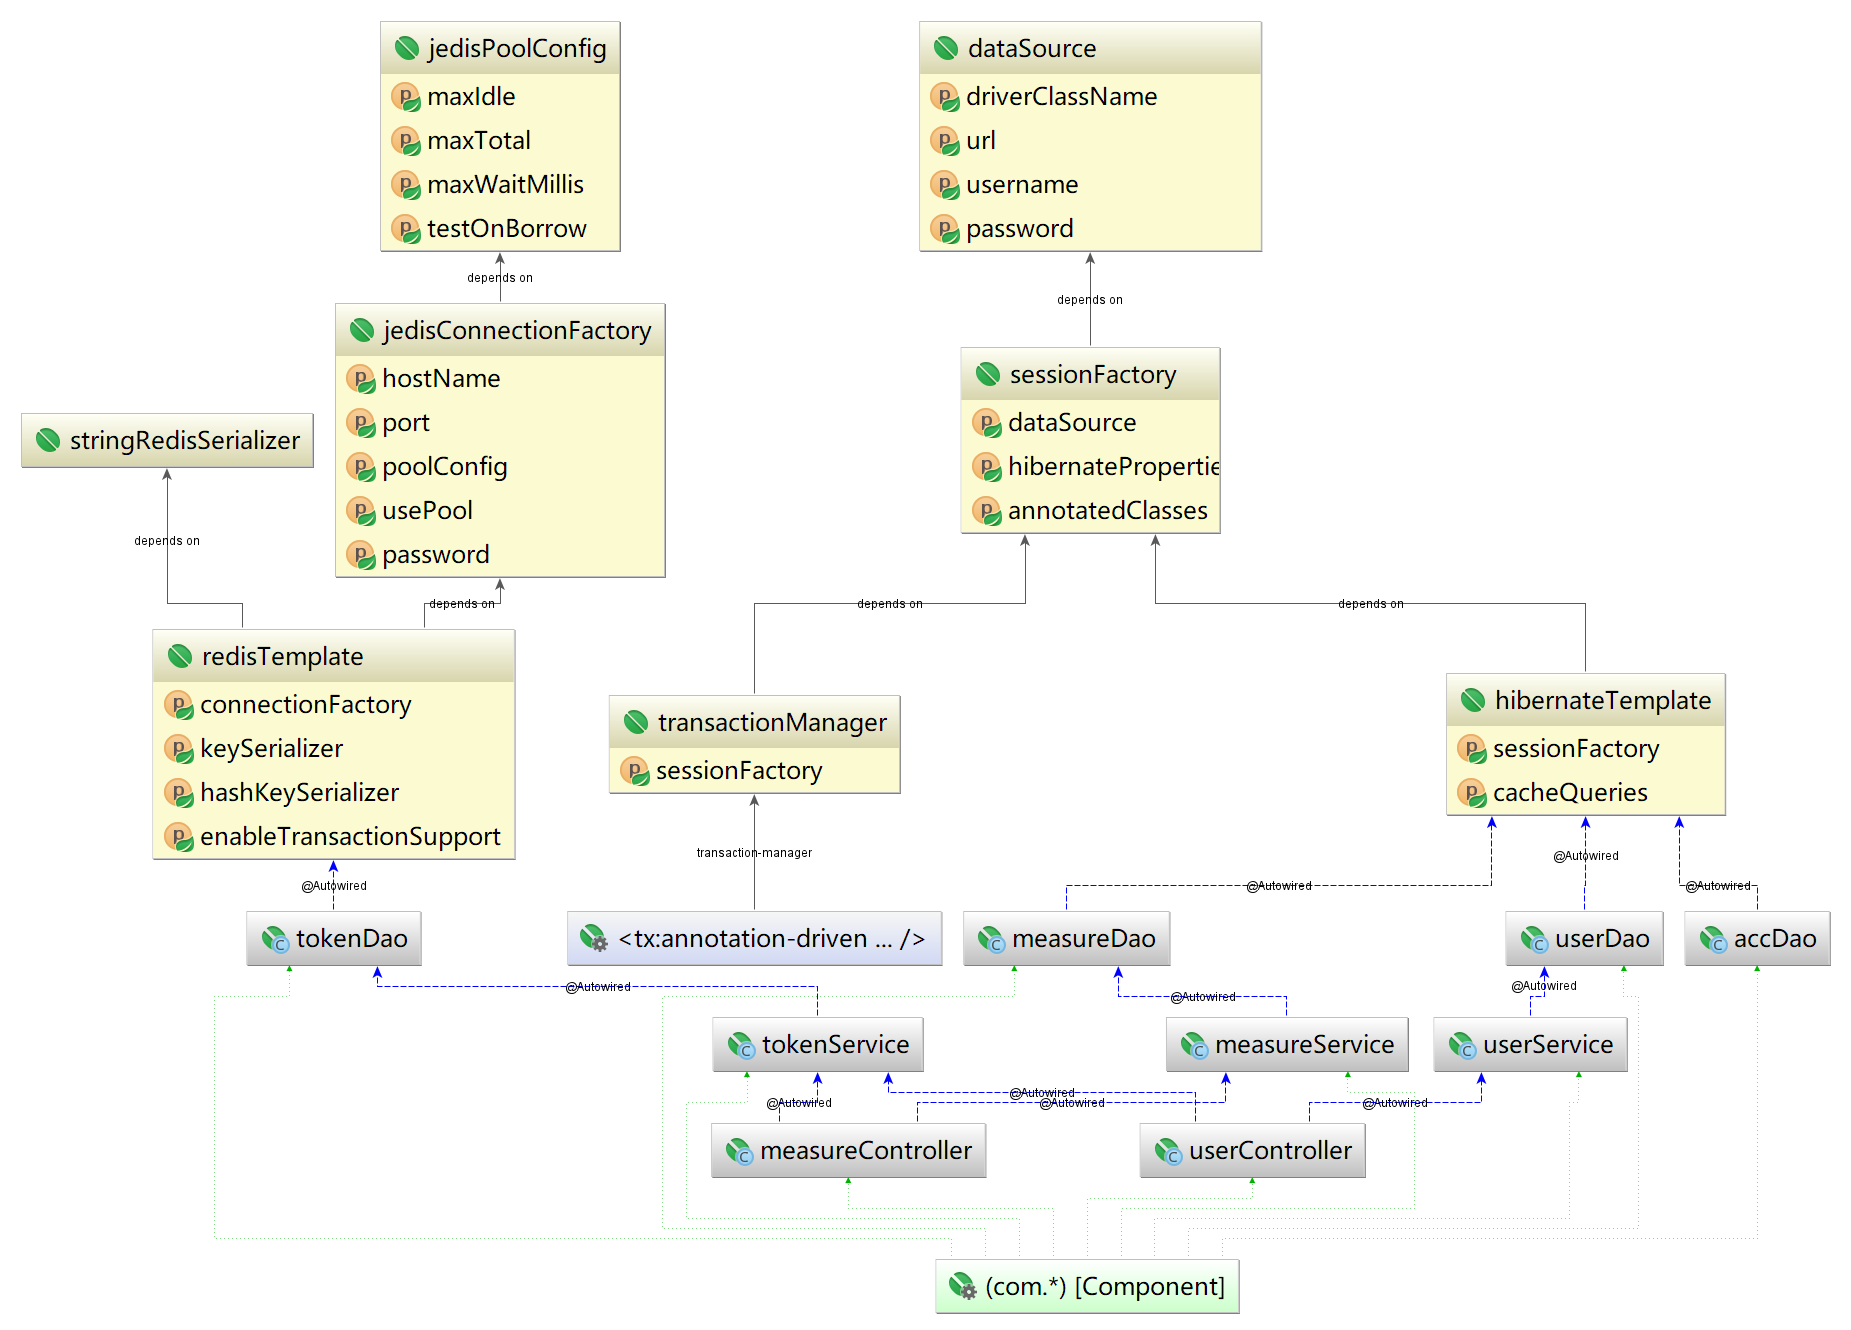 jedisPoolConfig
maxIdle
maxTotal
maxWaitMillis
testOnBorrow
dataSource
driverClassName
url
username
password
depends on
depends on
jedisConnectionFactory
hostName
port
poolConfig
usePool
password
sessionFactory
dataSource
hibernatePropertie
annotatedClasses
stringRedisSerializer
depends on
depends on
depends on
depends on
redisTemplate
connectionFactory
keySerializer
hashKeySerializer
enableTransactionSupport
transactionManager
sessionFactory
hibernateTemplate
sessionFactory
cacheQueries
transaction-manager
@Autowired
@Autowired
@Autowired
@Autowired
tokenDao
<tx:annotation-driven ... />
measureDao
userDao
accDao
@Autowired
@Autowired
@Autowired
tokenService
measureService
userService
@Autowired
@Autowired
@Autowired
@Autowired
measureController
userController
(com.*) [Component]